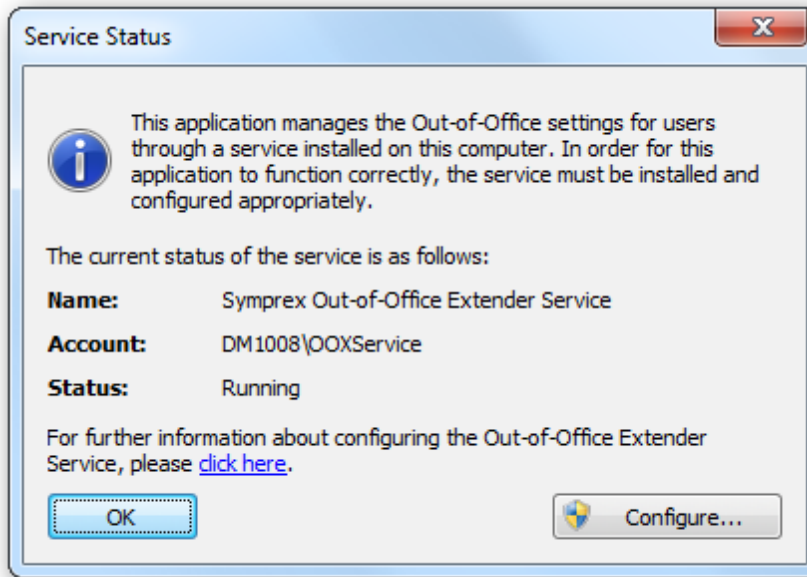 Service Status
This application manages the Out-of-Office settings for users
through a service installed on this computer. In order for this
application to function correctly, the service must be installed and
configured appropriately.
The current status of the service is as follows:
Name: Symprex Out-of-Office Extender Service
Account: DM1008\OOXService
Status: Running
For further information about configuring the Out-of-Office Extender
Service, please click here.
OK Configure...